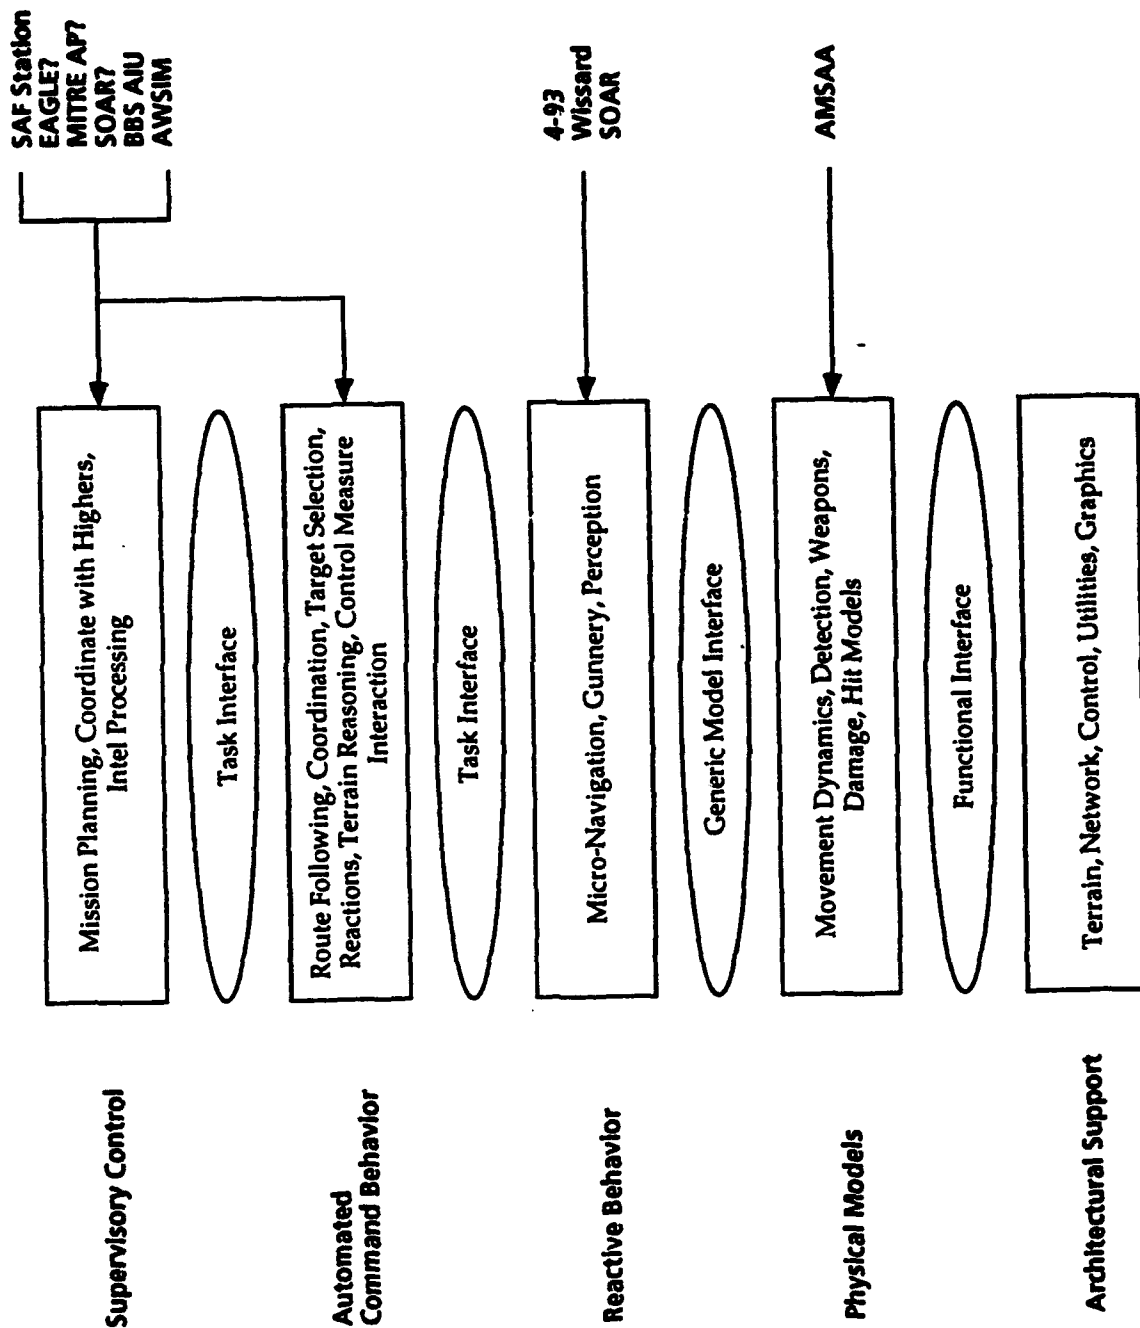 Supervisory Control
Mission Planning, Coordinate with Highers,
Intel Processing
SAF Station
EAGLE?
MITRE AP?
SOAR?
BBS AIU
AWSIM
Task Interface
Automated
Command Behavior
Route Following, Coordination, Target Selection,
Reactions, Terrain Reasoning, Control Measure
Interaction
Task Interface
Reactive Behavior
Micro-Navigation, Gunnery, Perception
4-93
Wissard
SOAR
Generic Model Interface
Physical Models
Movement Dynamics, Detection, Weapons,
Damage, Hit Models
AMSAA
Functional Interface
Architectural Support
Terrain, Network, Control, Utilities, Graphics